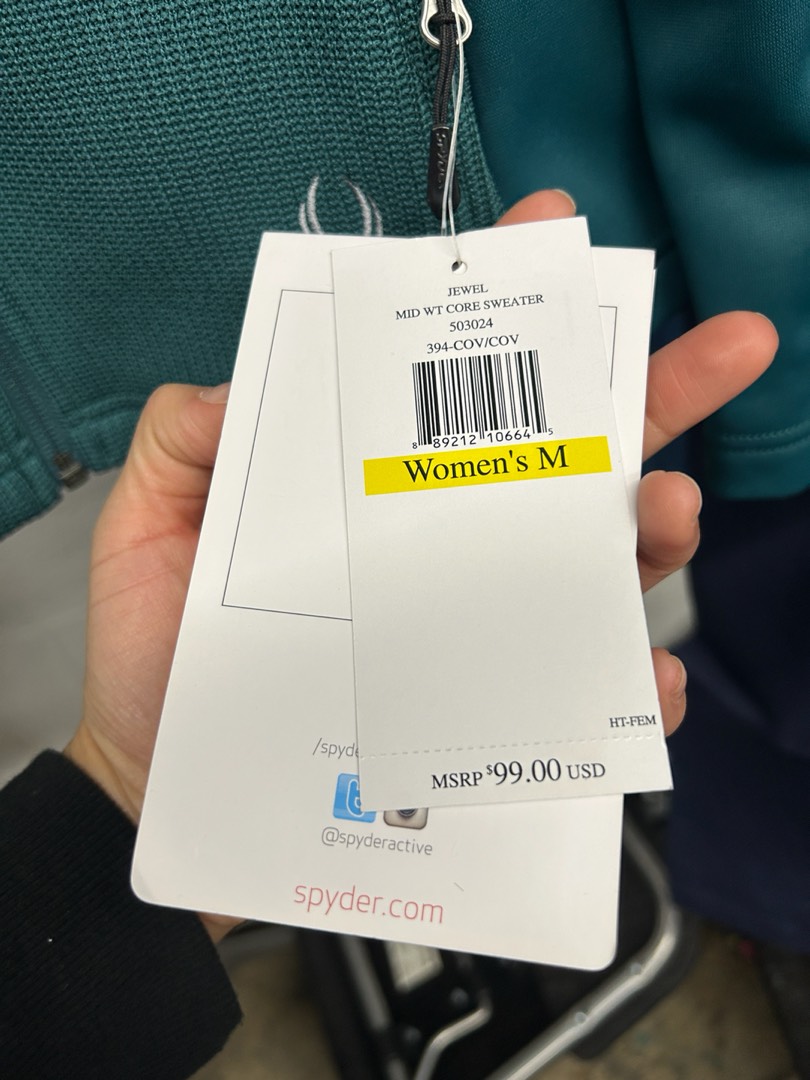 SPYDER
JEWEL
MID WT CORE SWEATER
503024
394-COV/COV
8 89212 10664 5
Women's M
HT-FEM
MSRP $99.00 USD
/spyde
@spyderactive
spyder.com